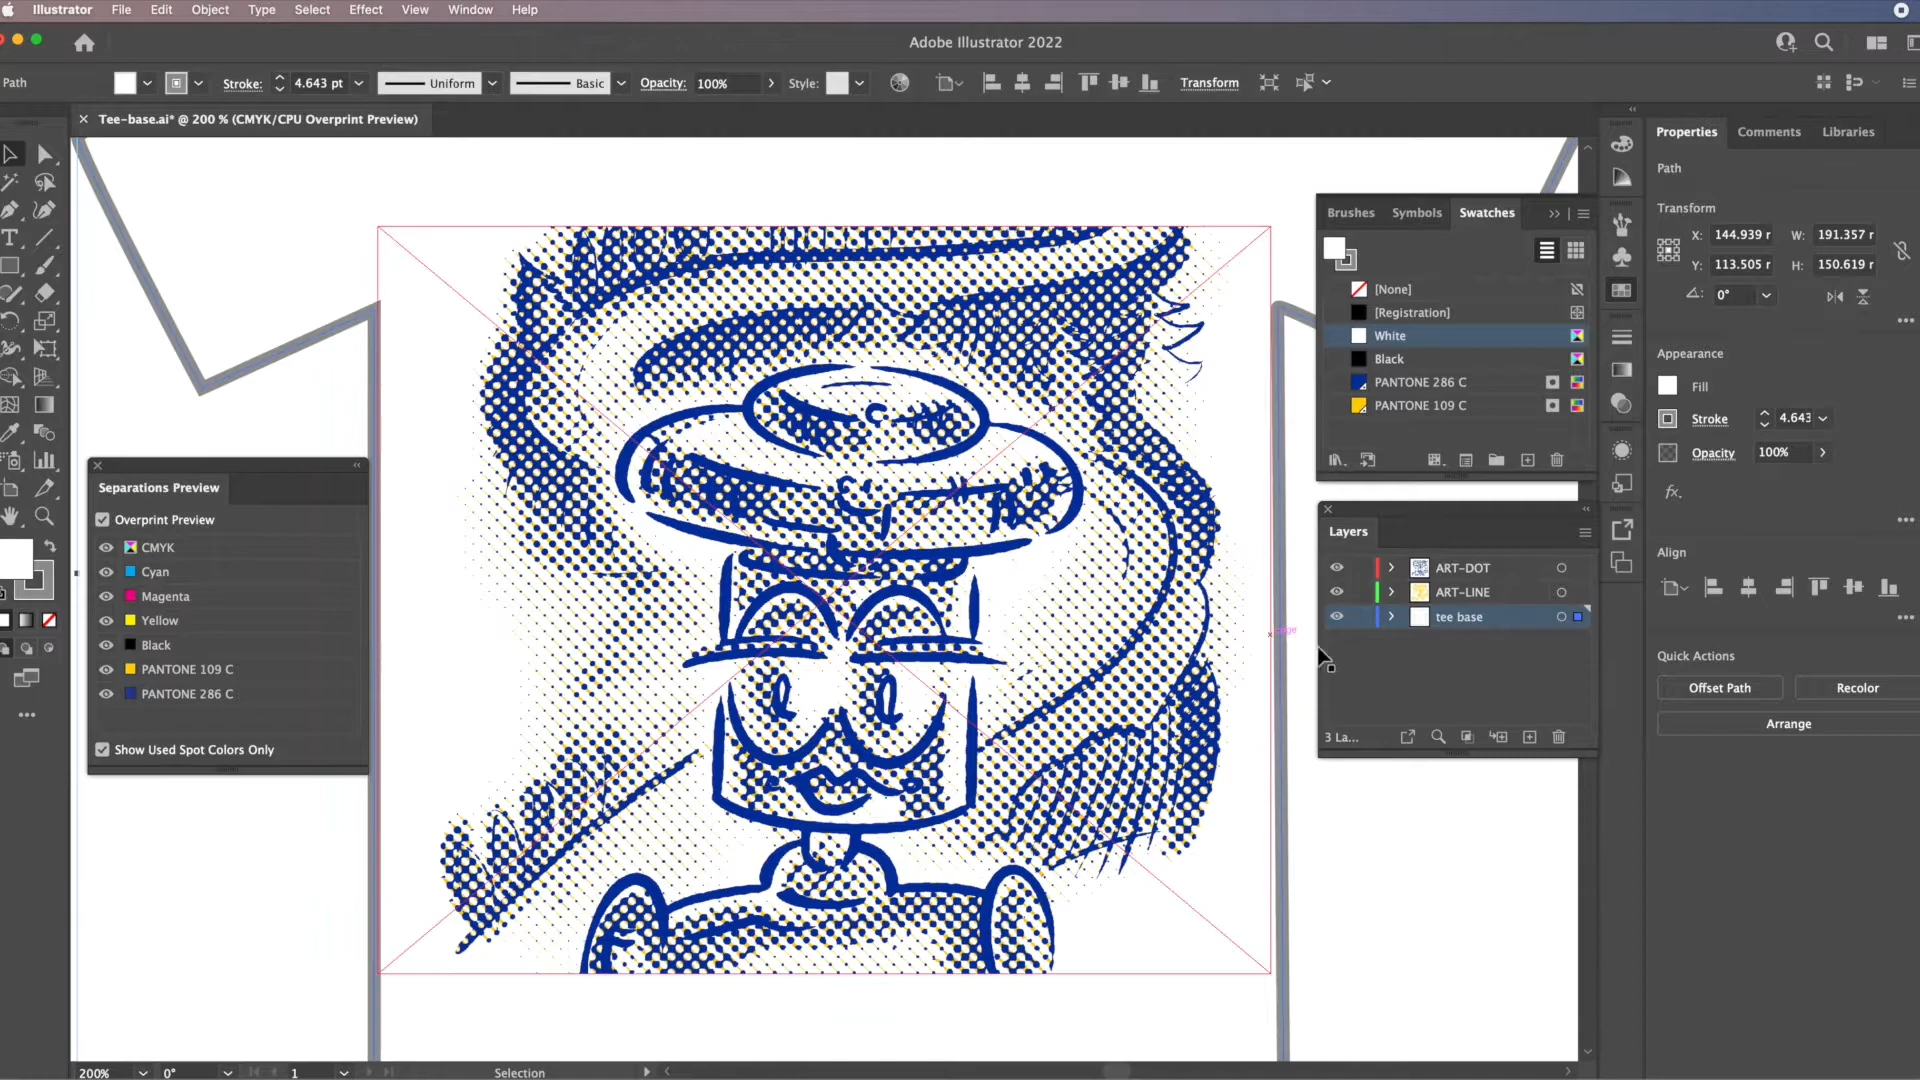 Illustrator File Edit Object Type Select Effect View Window Help
Adobe Illustrator 2022
Path Stroke: 4.643 pt Uniform Basic Opacity: 100% Style: Transform
Tee-base.ai* @ 200 % (CMYK/CPU Overprint Preview)
Properties Comments Libraries
Path
Transform
X: 144.939 r W: 191.357 r
Y: 113.505 r H: 150.619 r
0°
Appearance
Fill
Stroke 4.643
Opacity 100%
fx.
Align
Quick Actions
Offset Path Recolor
Arrange
Brushes Symbols Swatches
[None]
[Registration]
White
Black
PANTONE 286 C
PANTONE 109 C
Layers
ART-DOT
ART-LINE
tee base
3 La...
Separations Preview
Overprint Preview
CMYK
Cyan
Magenta
Yellow
Black
PANTONE 109 C
PANTONE 286 C
Show Used Spot Colors Only
200% 0° 1 Selection